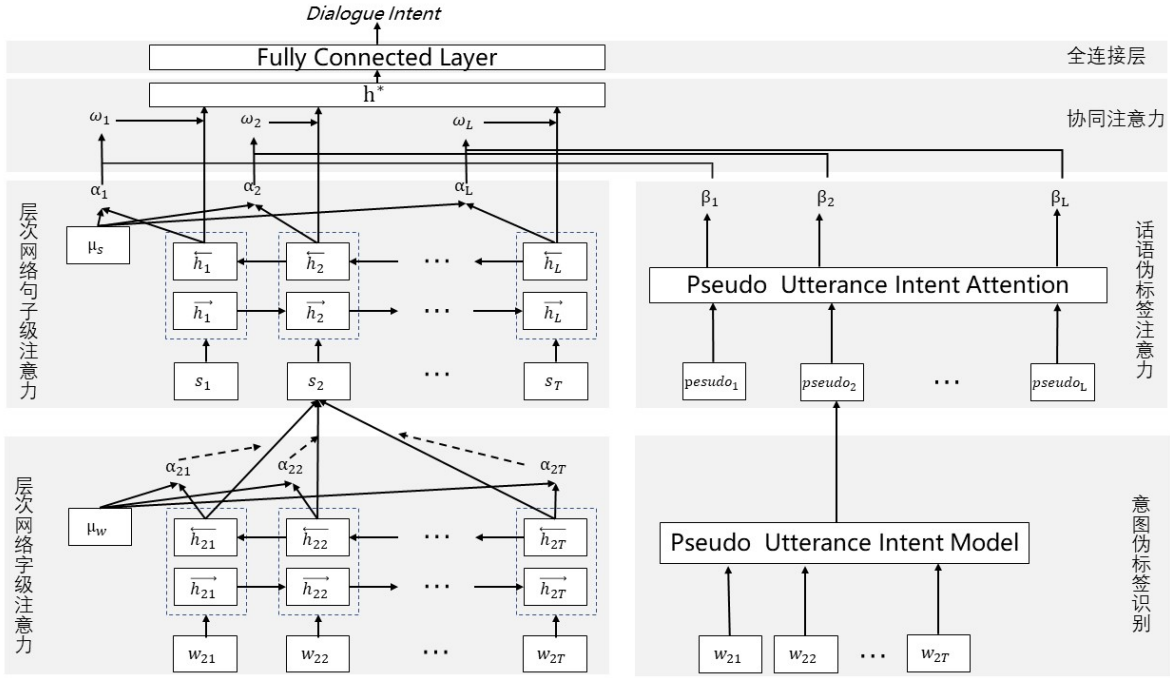 Dialogue Intent
Fully Connected Layer
全连接层
h*
ω1 ω2 ωL
协同注意力
α1 α2 αL
β1 β2 βL
层次网络句子级注意力
μs
h1 h2 ⋯ hL
Pseudo Utterance Intent Attention
话语伪标签注意力
h1 h2 ⋯ hL
s1 s2 ⋯ sT
pesudo1 pseudo2 ⋯ pseudoL
层次网络字级注意力
α21 α22 α2T
μw
h21 h22 ⋯ h2T
Pseudo Utterance Intent Model
意图伪标签识别
h21 h22 ⋯ h2T
w21 w22 ⋯ w2T
w21 w22 ⋯ w2T